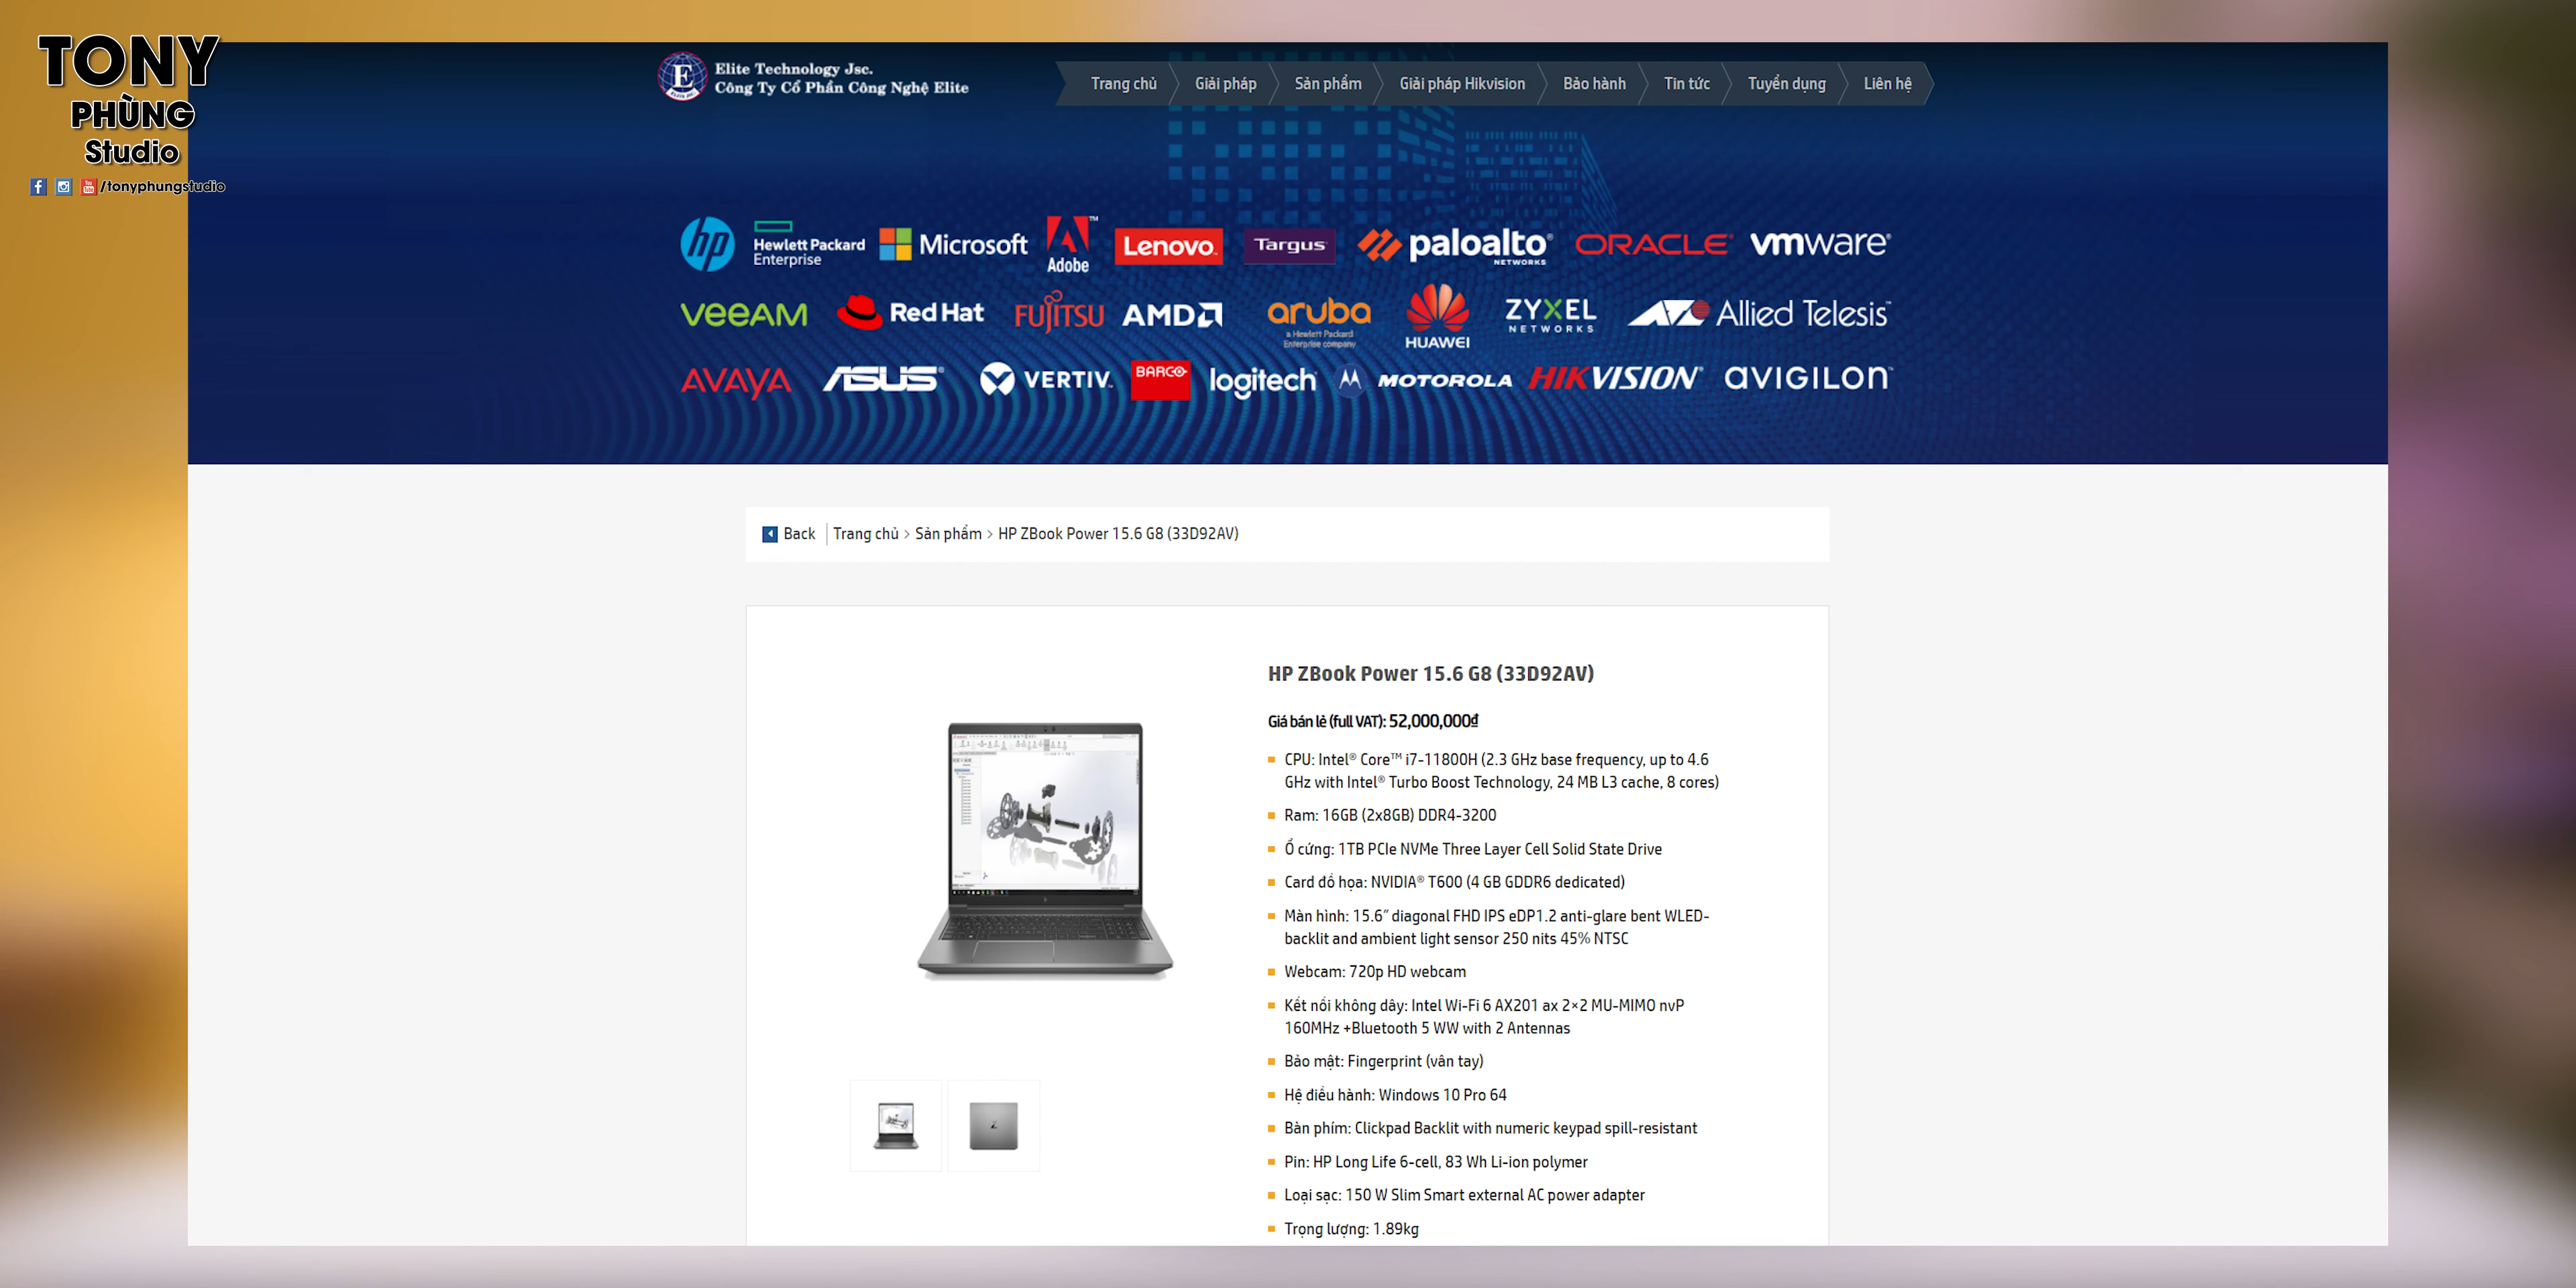 TONY
PHÙNG
Studio
/tonyphungstudio
Elite Technology Jsc.
Công Ty Cổ Phần Công Nghệ Elite
Trang chủ
Giải pháp
Sản phẩm
Giải pháp Hikvision
Bảo hành
Tin tức
Tuyển dụng
Liên hệ
hp
Hewlett Packard
Enterprise
Microsoft
Adobe
Lenovo
Targus
paloalto
NETWORKS
ORACLE
vmware
veeAM
Red Hat
FUJITSU
AMD
aruba
a Hewlett Packard
Enterprise company
HUAWEI
ZYXEL
NETWORKS
Allied Telesis
AVAYA
ASUS
VERTIV
BARCO
logitech
MOTOROLA
HIKVISION
AVIGILON
Back
Trang chủ > Sản phẩm > HP ZBook Power 15.6 G8 (33D92AV)
HP ZBook Power 15.6 G8 (33D92AV)
Giá bán lẻ (full VAT): 52,000,000₫
CPU: Intel® Core™ i7-11800H (2.3 GHz base frequency, up to 4.6
GHz with Intel® Turbo Boost Technology, 24 MB L3 cache, 8 cores)
Ram: 16GB (2x8GB) DDR4-3200
Ổ cứng: 1TB PCIe NVMe Three Layer Cell Solid State Drive
Card đồ họa: NVIDIA® T600 (4 GB GDDR6 dedicated)
Màn hình: 15.6″ diagonal FHD IPS eDP1.2 anti-glare bent WLED-
backlit and ambient light sensor 250 nits 45% NTSC
Webcam: 720p HD webcam
Kết nối không dây: Intel Wi-Fi 6 AX201 ax 2×2 MU-MIMO nvP
160MHz +Bluetooth 5 WW with 2 Antennas
Bảo mật: Fingerprint (vân tay)
Hệ điều hành: Windows 10 Pro 64
Bàn phím: Clickpad Backlit with numeric keypad spill-resistant
Pin: HP Long Life 6-cell, 83 Wh Li-ion polymer
Loại sạc: 150 W Slim Smart external AC power adapter
Trọng lượng: 1.89kg